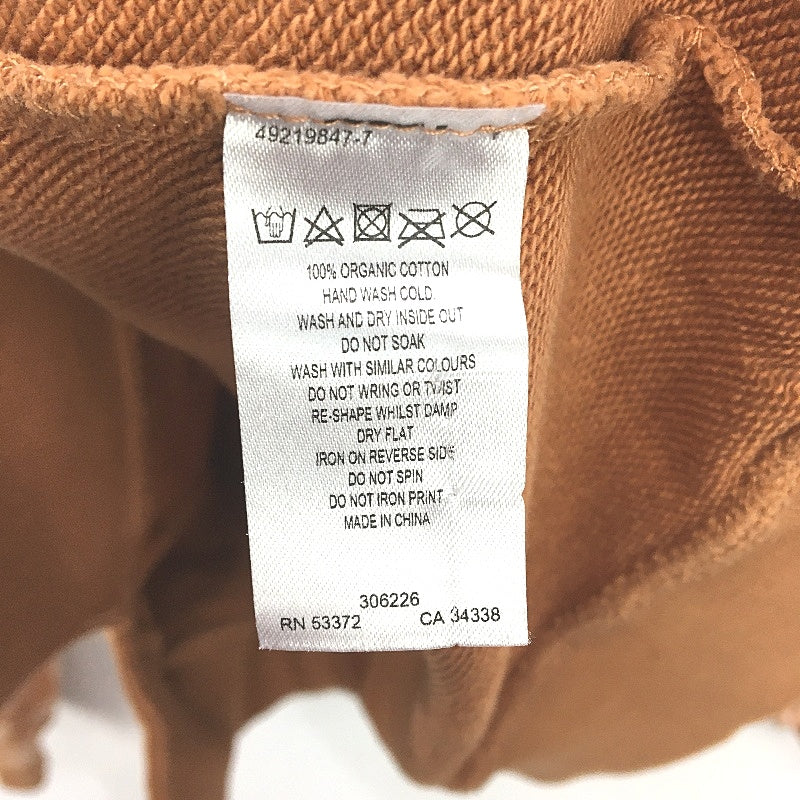 49219847-7
100% ORGANIC COTTON
HAND WASH COLD
WASH AND DRY INSIDE OUT
DO NOT SOAK
WASH WITH SIMILAR COLOURS
DO NOT WRING OR TWIST
RE-SHAPE WHILST DAMP
DRY FLAT
IRON ON REVERSE SIDE
DO NOT SPIN
DO NOT IRON PRINT
MADE IN CHINA
306226
RN 53372 CA 34338